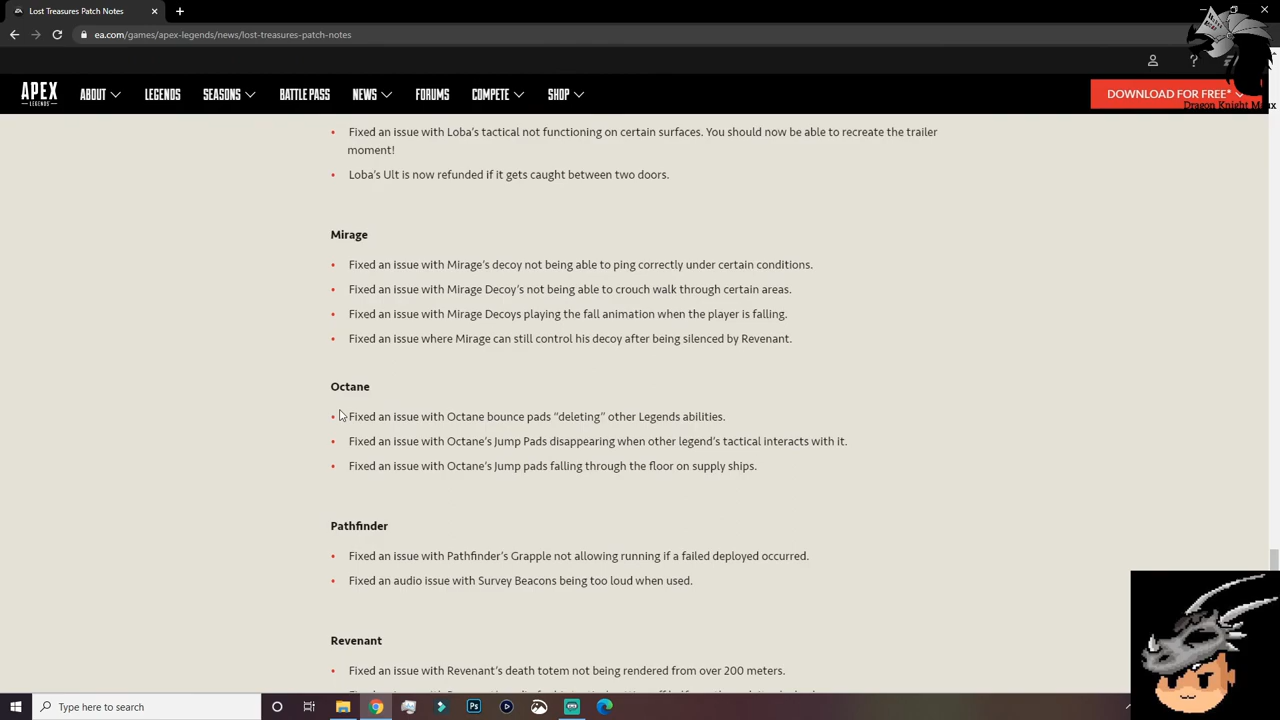 Lost Treasures Patch Notes
ea.com/games/apex-legends/news/lost-treasures-patch-notes
APEX
LEGENDS
ABOUT
LEGENDS
SEASONS
BATTLE PASS
NEWS
FORUMS
COMPETE
SHOP
DOWNLOAD FOR FREE*
Dragon Knight
Fixed an issue with Loba's tactical not functioning on certain surfaces. You should now be able to recreate the trailer
moment!
Loba's Ult is now refunded if it gets caught between two doors.
Mirage
Fixed an issue with Mirage's decoy not being able to ping correctly under certain conditions.
Fixed an issue with Mirage Decoy's not being able to crouch walk through certain areas.
Fixed an issue with Mirage Decoys playing the fall animation when the player is falling.
Fixed an issue where Mirage can still control his decoy after being silenced by Revenant.
Octane
Fixed an issue with Octane bounce pads “deleting” other Legends abilities.
Fixed an issue with Octane's Jump Pads disappearing when other legend's tactical interacts with it.
Fixed an issue with Octane's Jump pads falling through the floor on supply ships.
Pathfinder
Fixed an issue with Pathfinder's Grapple not allowing running if a failed deployed occurred.
Fixed an audio issue with Survey Beacons being too loud when used.
Revenant
Fixed an issue with Revenant's death totem not being rendered from over 200 meters.
Type here to search
Ps